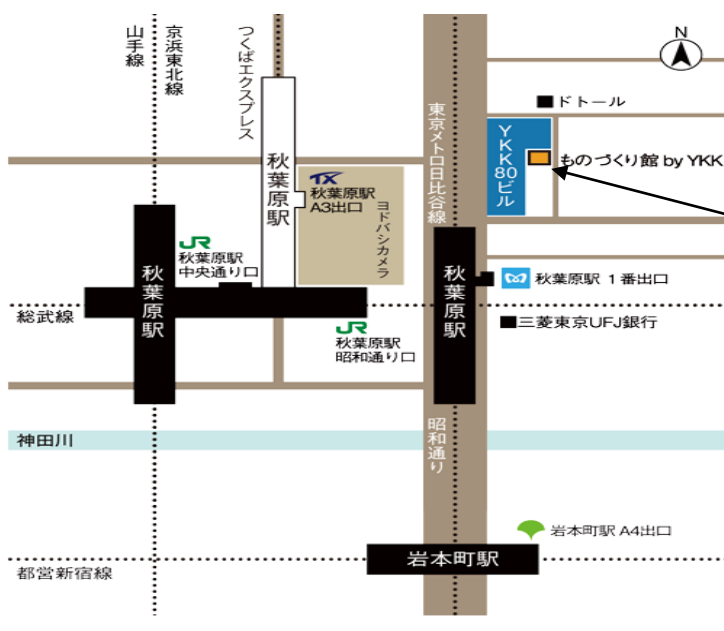 山手線
京浜東北線
つくばエクスプレス
N
東京メトロ日比谷線
ドトール
YKK80ビル
ものづくり館 by YKK
秋葉原駅
TX
秋葉原駅
A3出口
ヨドバシカメラ
JR
秋葉原駅
中央通り口
秋葉原駅
秋葉原駅
秋葉原駅 1番出口
総武線
JR
秋葉原駅
昭和通り口
三菱東京UFJ銀行
神田川
昭和通り
岩本町駅 A4出口
岩本町駅
都営新宿線